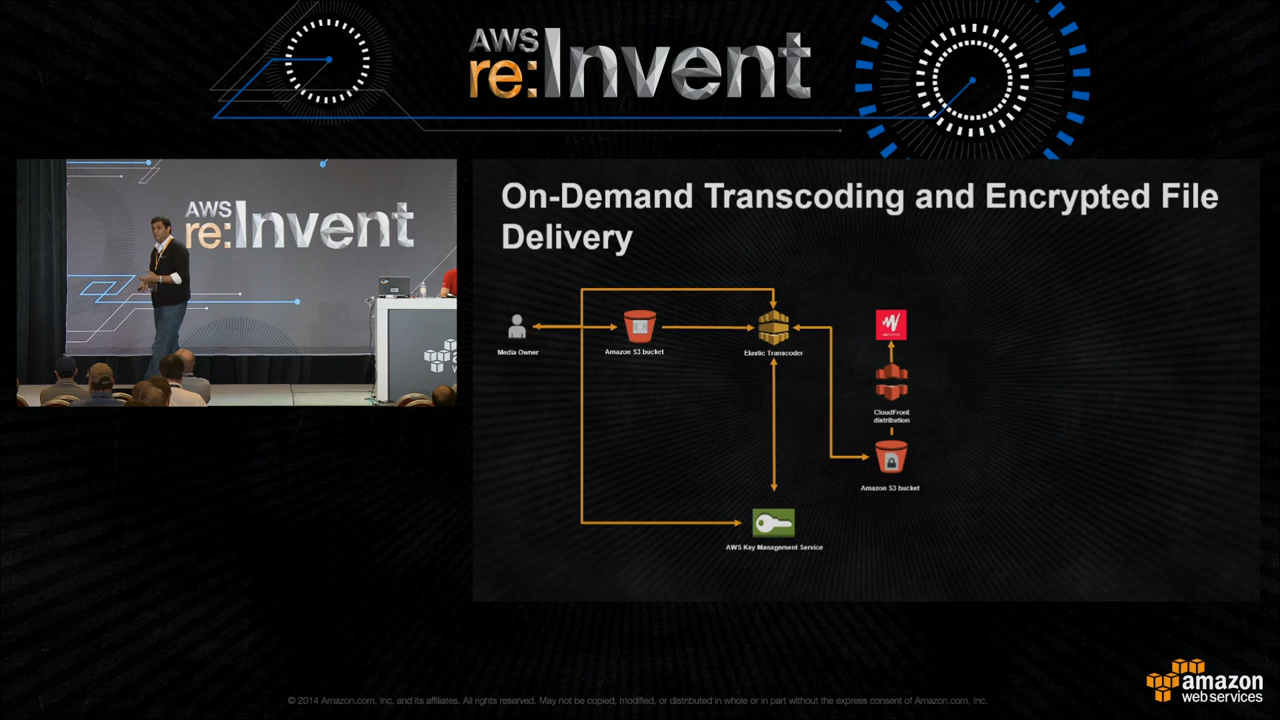 AWS
re:Invent
AWS
re:Invent
On-Demand Transcoding and Encrypted File
Delivery
Media Owner
Amazon S3 bucket
Elastic Transcoder
CloudFront
distribution
Amazon S3 bucket
AWS Key Management Service
© 2014 Amazon.com, Inc. and its affiliates. All rights reserved. May not be copied, modified, or distributed in whole or in part without the express consent of Amazon.com, Inc.
amazon
web services